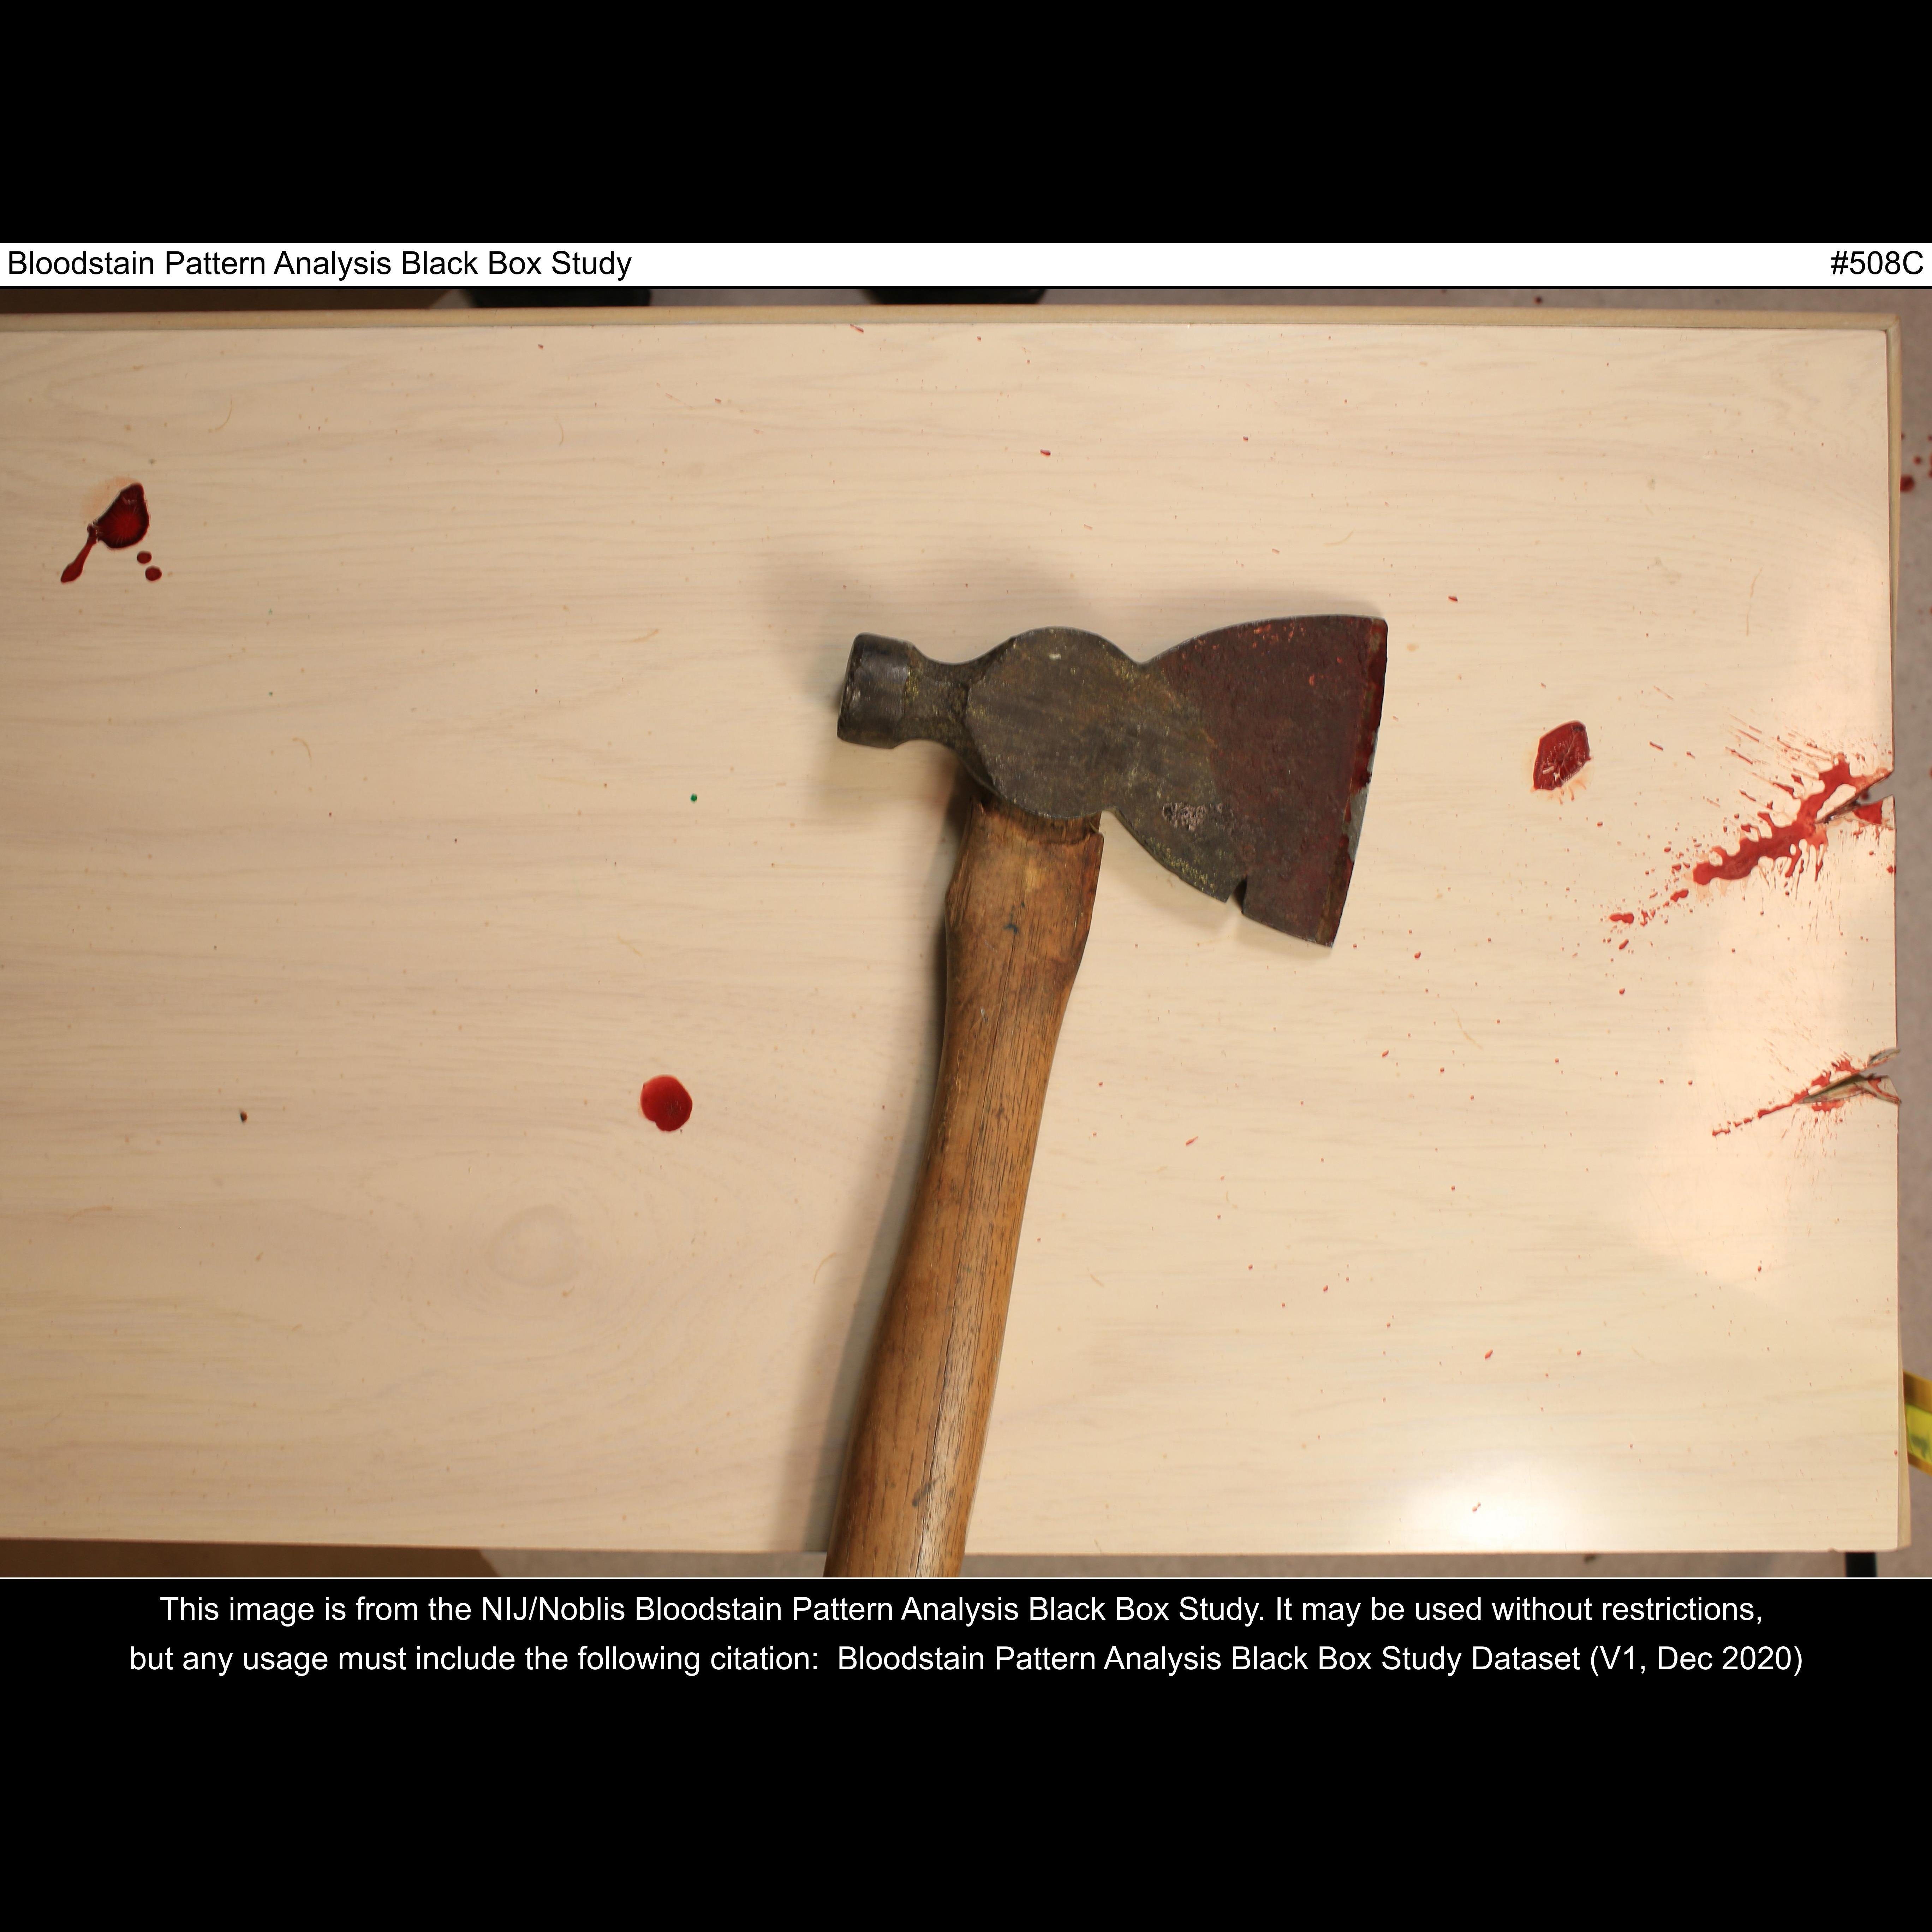 Bloodstain Pattern Analysis Black Box Study #508C
This image is from the NIJ/Noblis Bloodstain Pattern Analysis Black Box Study. It may be used without restrictions,
but any usage must include the following citation:  Bloodstain Pattern Analysis Black Box Study Dataset (V1, Dec 2020)